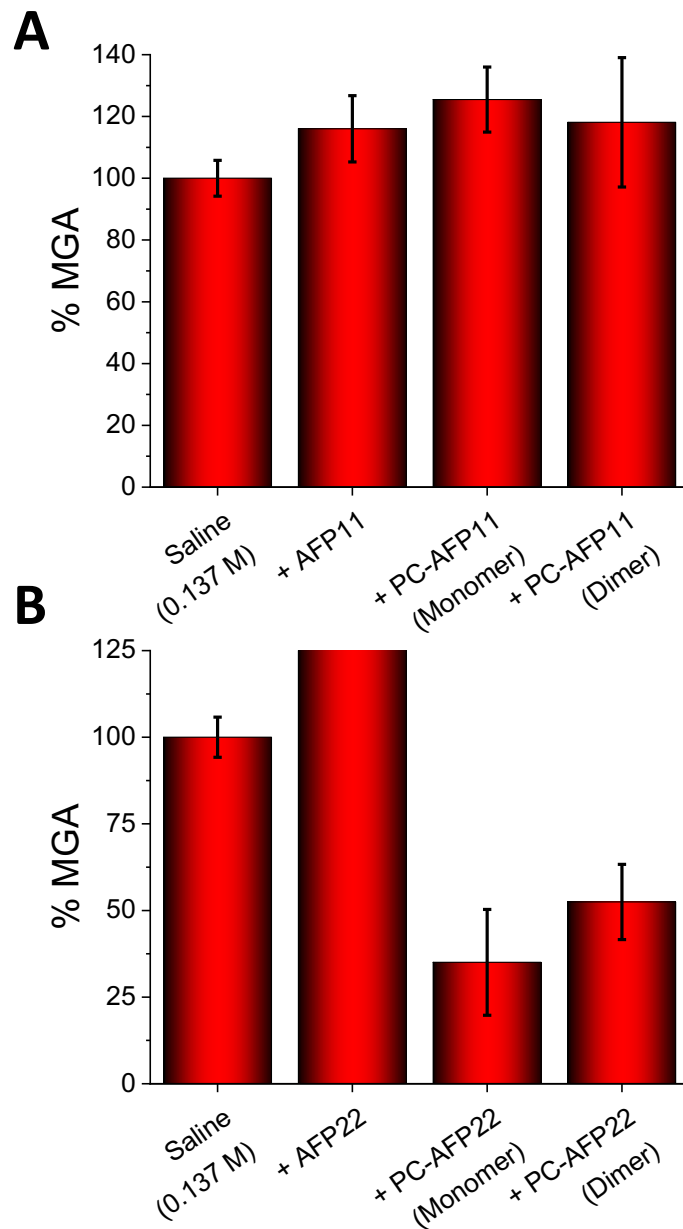 A
% MGA
140
120
100
80
60
40
20
0
Saline
(0.137 M)
+ AFP11
+ PC-AFP11
(Monomer)
+ PC-AFP11
(Dimer)
B
% MGA
125
100
75
50
25
0
Saline
(0.137 M)
+ AFP22
+ PC-AFP22
(Monomer)
+ PC-AFP22
(Dimer)